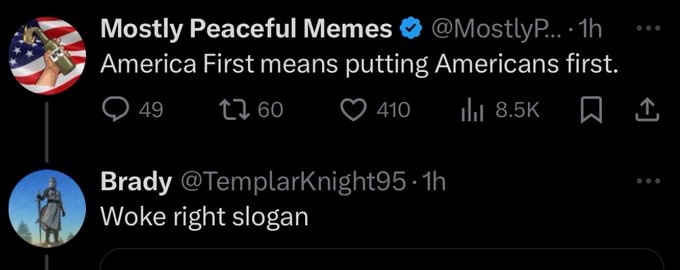 Mostly Peaceful Memes @MostlyP... · 1h
America First means putting Americans first.
49 60 410 8.5K
Brady @TemplarKnight95 · 1h
Woke right slogan